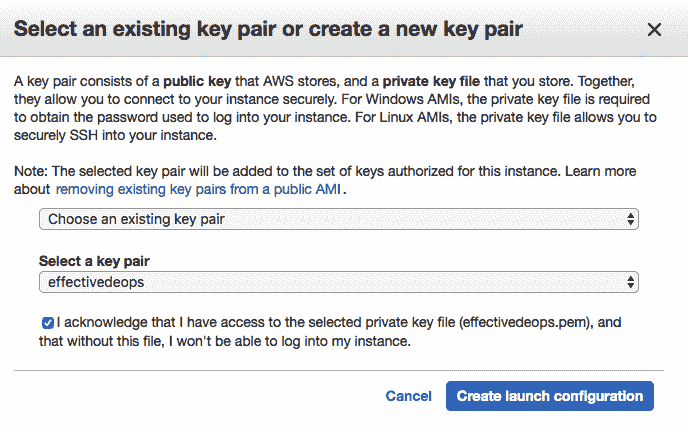 Select an existing key pair or create a new key pair
A key pair consists of a public key that AWS stores, and a private key file that you store. Together,
they allow you to connect to your instance securely. For Windows AMIs, the private key file is required
to obtain the password used to log into your instance. For Linux AMIs, the private key file allows you to
securely SSH into your instance.
Note: The selected key pair will be added to the set of keys authorized for this instance. Learn more
about removing existing key pairs from a public AMI.
Choose an existing key pair
Select a key pair
effectivedeops
I acknowledge that I have access to the selected private key file (effectivedeops.pem), and
that without this file, I won't be able to log into my instance.
Cancel Create launch configuration